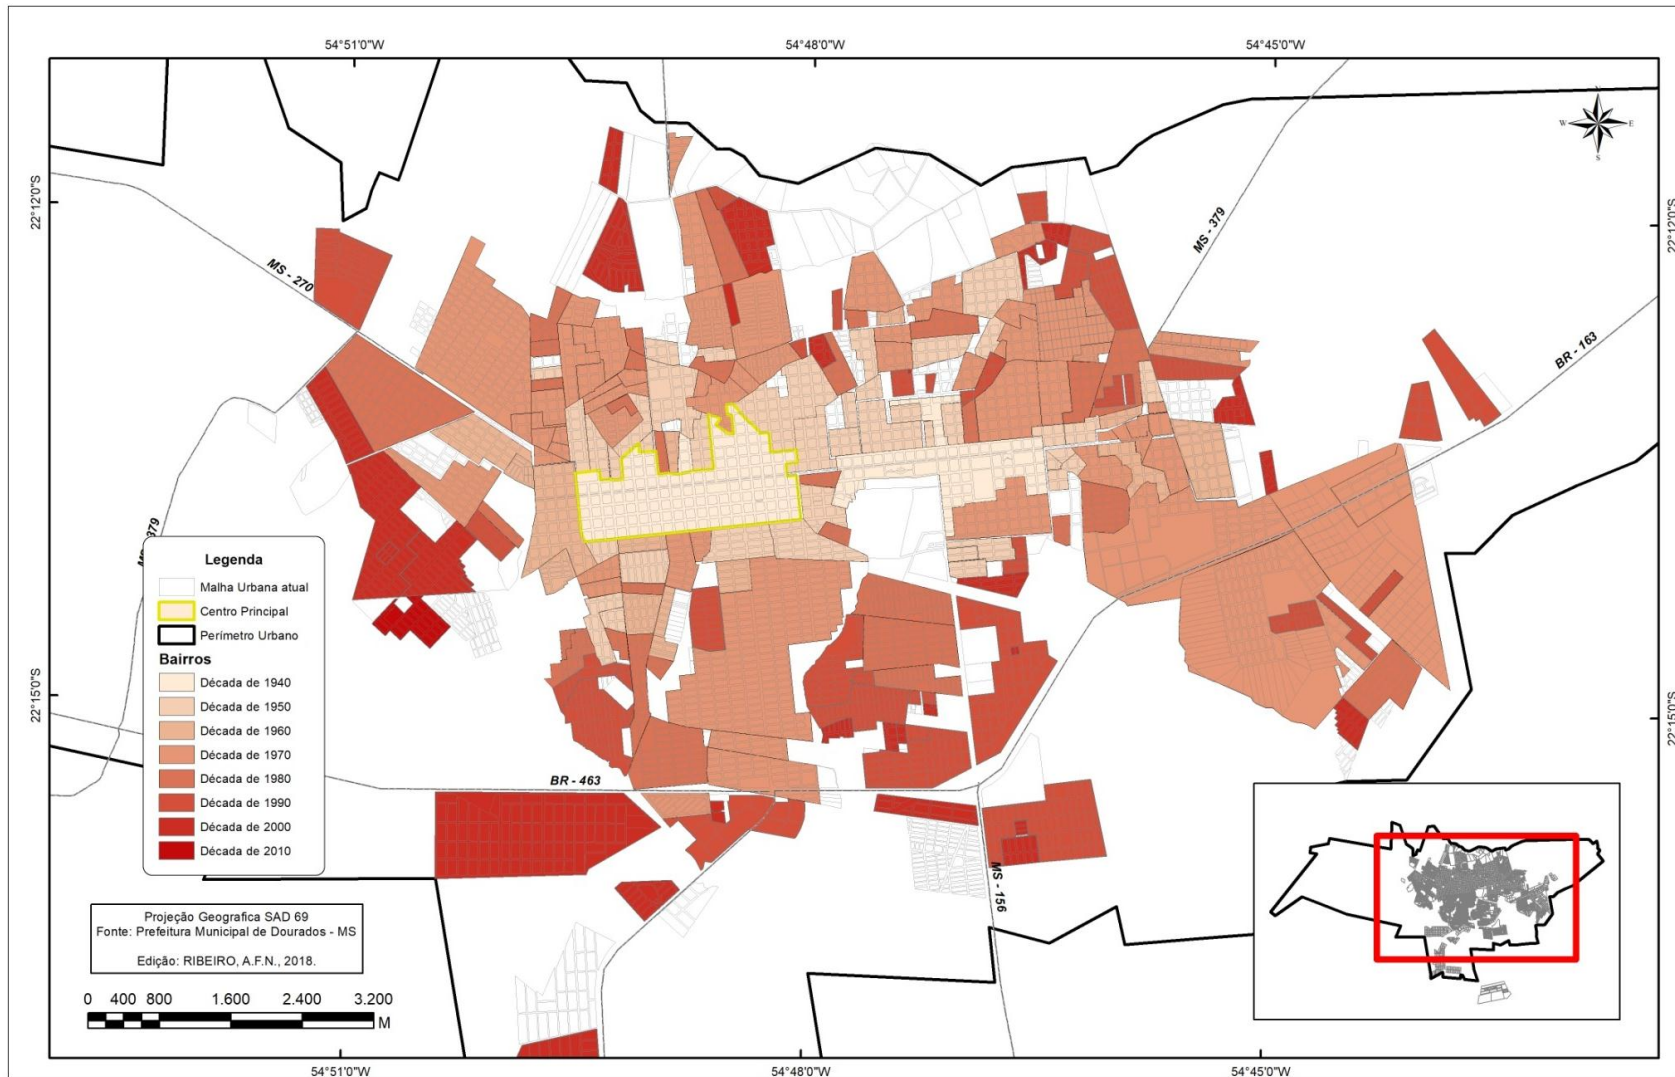 54°51'0"W
54°48'0"W
54°45'0"W
N
W
E
S
22°12'0"S
22°12'0"S
MS - 379
MS - 270
BR - 163
MS - 379
Legenda
Malha Urbana atual
Centro Principal
Perímetro Urbano
Bairros
Década de 1940
Década de 1950
Década de 1960
Década de 1970
Década de 1980
Década de 1990
Década de 2000
Década de 2010
22°15'0"S
22°15'0"S
BR - 463
MS - 156
Projeção Geografica SAD 69
Fonte: Prefeitura Municipal de Dourados - MS
Edição: RIBEIRO, A.F.N., 2018.
0 400 800 1.600 2.400 3.200
M
54°51'0"W
54°48'0"W
54°45'0"W